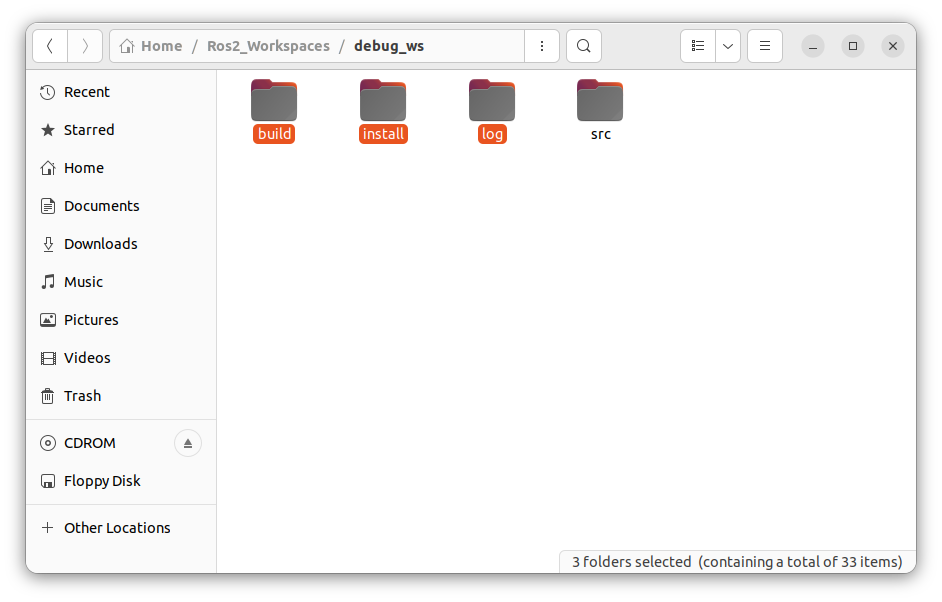 Home / Ros2_Workspaces / debug_ws
Recent
Starred
Home
Documents
Downloads
Music
Pictures
Videos
Trash
CDROM
Floppy Disk
Other Locations
build
install
log
src
3 folders selected (containing a total of 33 items)